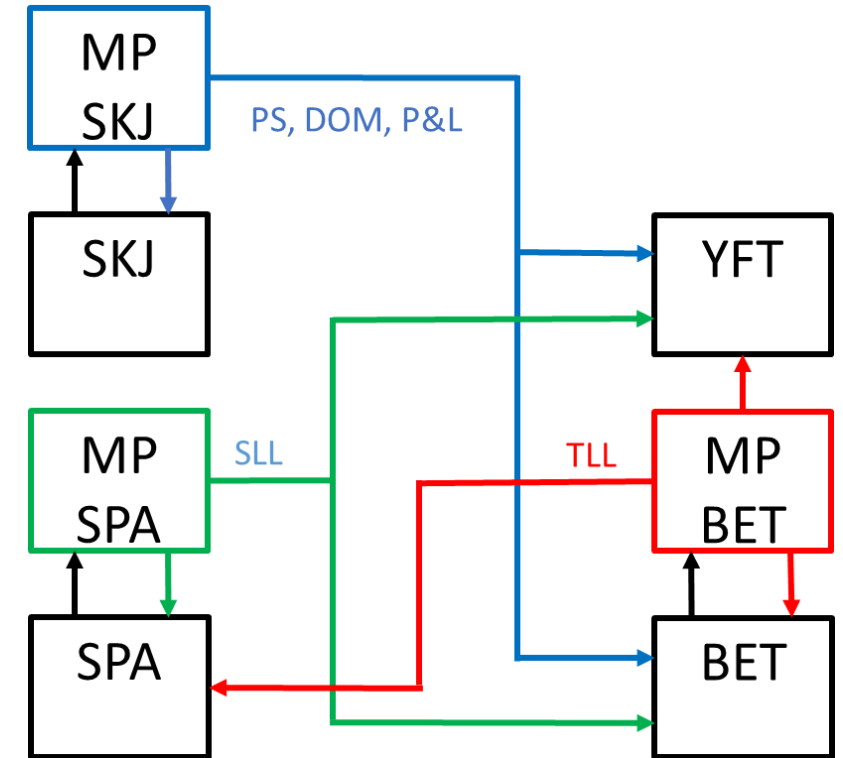 MP
SKJ
PS, DOM, P&L
SKJ
YFT
MP
SPA
SLL
TLL
MP
BET
SPA
BET